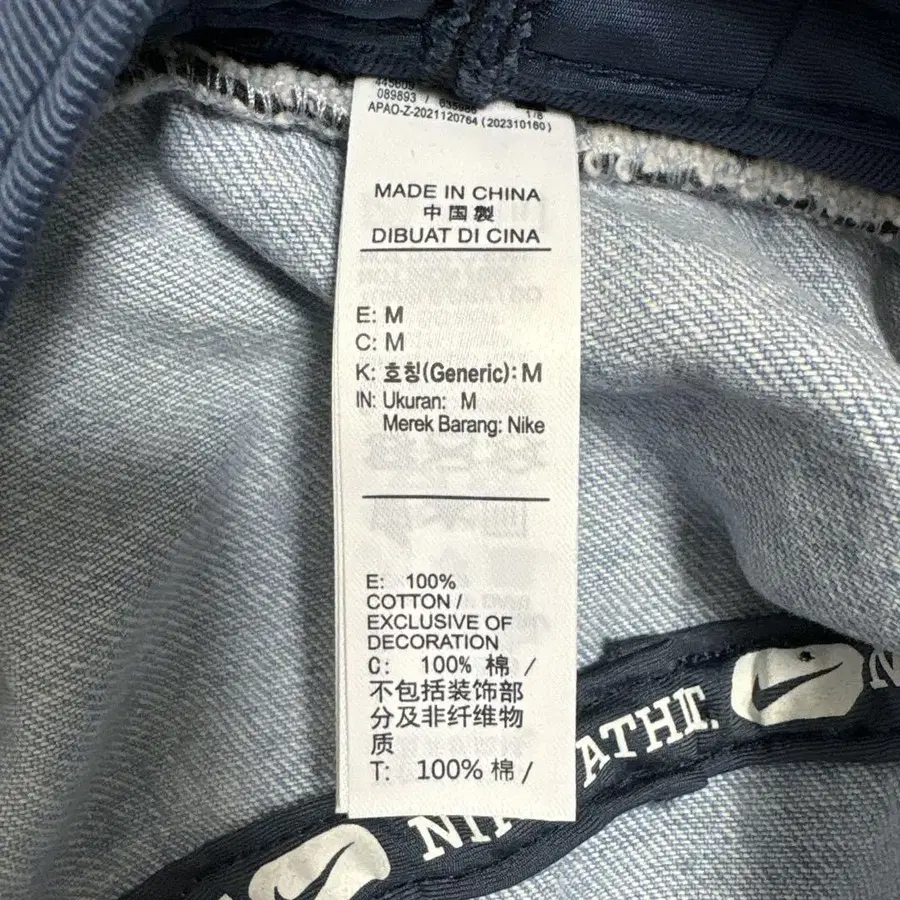 089893 /
1/8
APAO-Z-2021120764 (202310160)
MADE IN CHINA
中国製
DIBUAT DI CINA
E: M
C: M
K: 호칭(Generic): M
IN: Ukuran: M
Merek Barang: Nike
E: 100%
COTTON /
EXCLUSIVE OF
DECORATION
C: 100% 棉 /
不包括装饰部
分及非纤维物
质
T: 100% 棉 /
ATHL